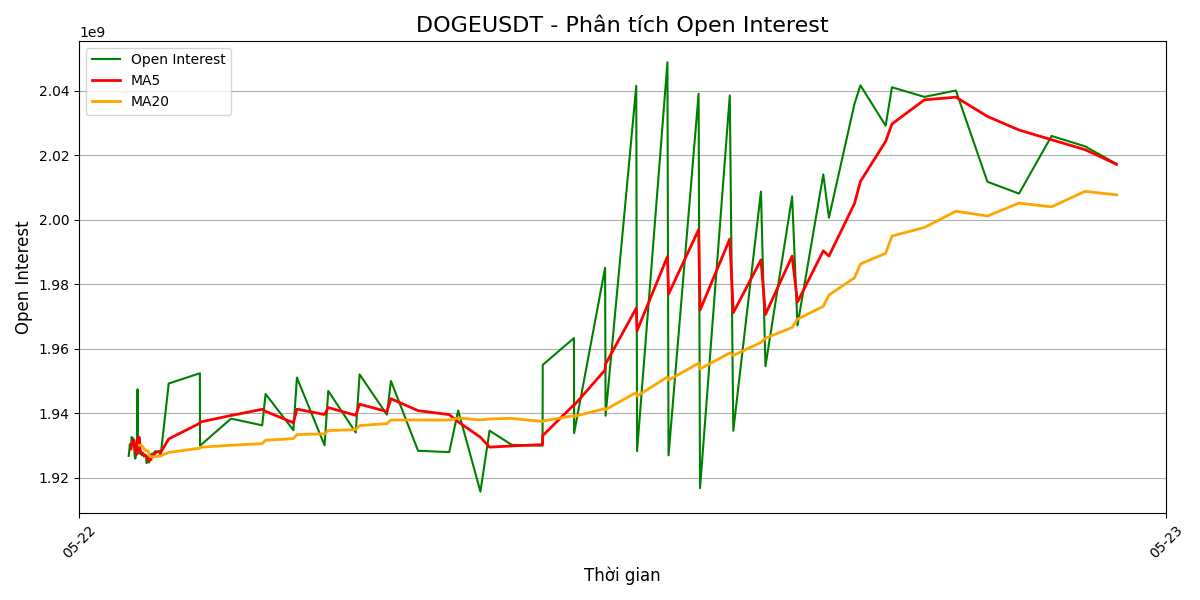 DOGEUSDT - Phân tích Open Interest
1e9
Open Interest
MA5
MA20
2.04
2.02
2.00
1.98
1.96
1.94
1.92
Open Interest
05-22
05-23
Thời gian